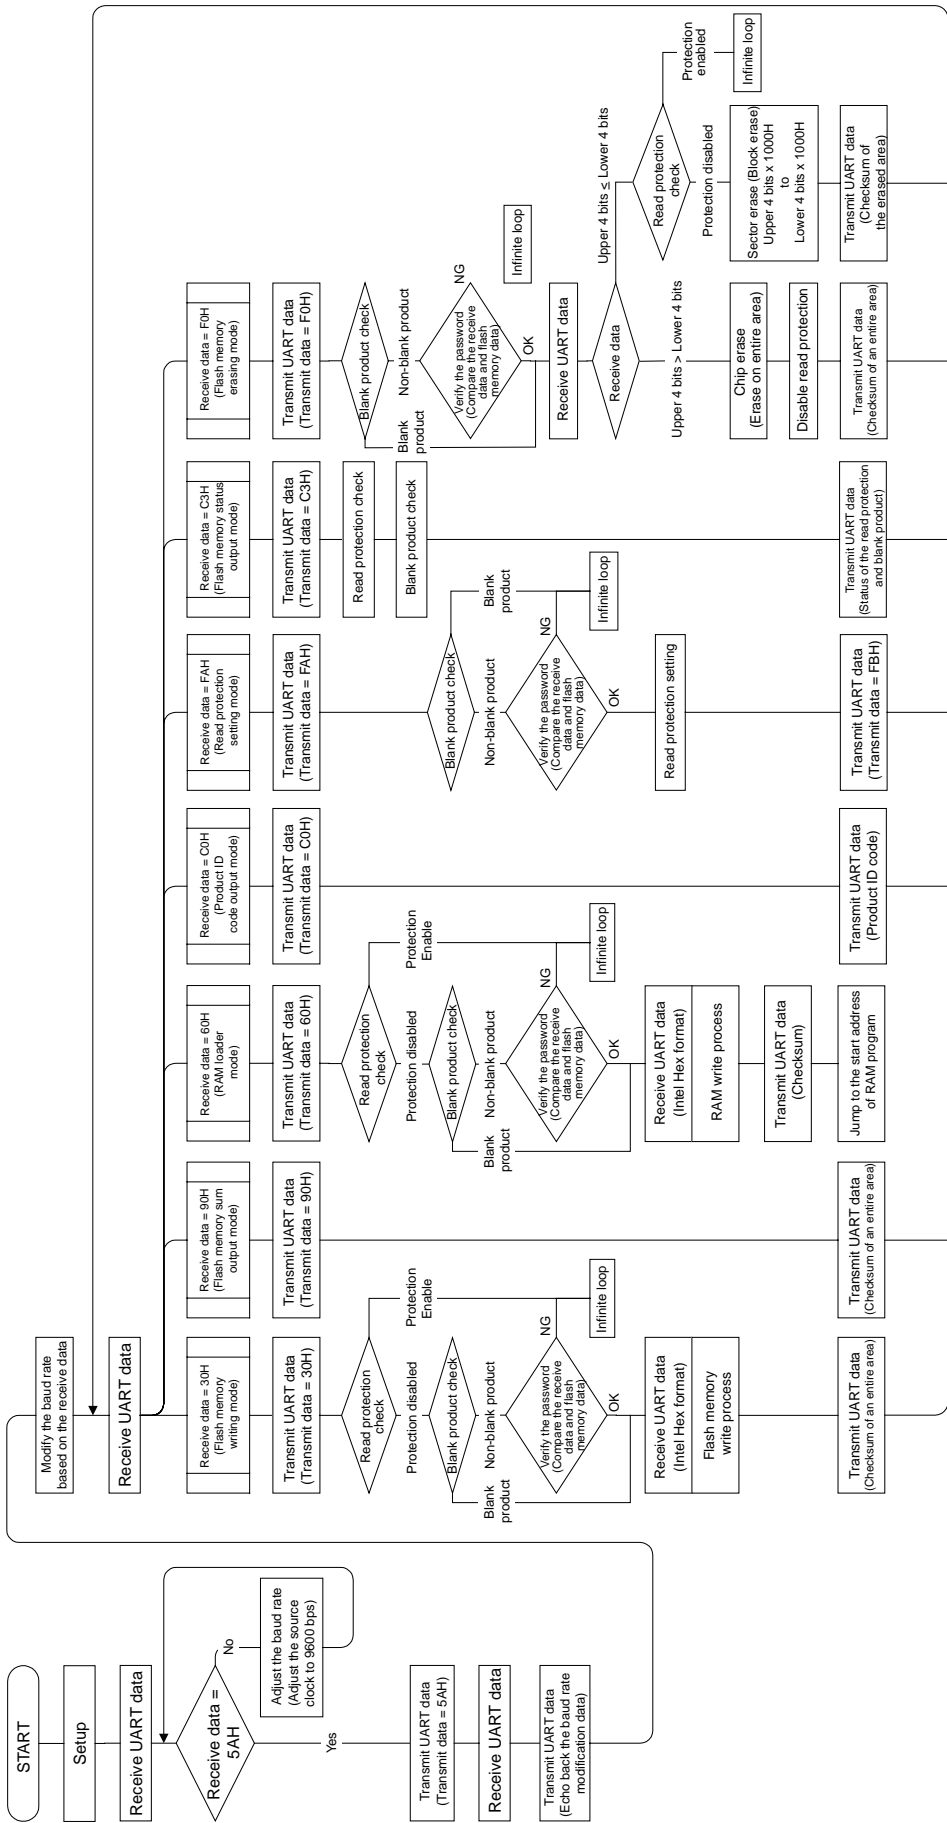 START
Setup
Receive UART data
Receive data =
5AH
No
Adjust the baud rate
(Adjust the source
clock to 9600 bps)
Yes
Transmit UART data
(Transmit data = 5AH)
Receive UART data
Transmit UART data
(Echo back the baud rate
modification data)
Modify the baud rate
based on the receive data
Receive UART data
Receive data = 30H
(Flash memory
writing mode)
Transmit UART data
(Transmit data = 30H)
Read protection
check
Protection
Enable
Protection disabled
Blank product check
Non-blank product
Blank
product
Verify the password
(Compare the receive
data and flash
memory data)
NG
Infinite loop
OK
Receive UART data
(Intel Hex format)
Flash memory
write process
Transmit UART data
(Checksum of an entire area)
Receive data = 90H
(Flash memory sum
output mode)
Transmit UART data
(Transmit data = 90H)
Transmit UART data
(Checksum of an entire area)
Receive data = 60H
(RAM loader
mode)
Transmit UART data
(Transmit data = 60H)
Read protection
check
Protection
Enable
Protection disabled
Blank product check
Non-blank product
Blank
product
Verify the password
(Compare the receive
data and flash
memory data)
NG
Infinite loop
OK
Receive UART data
(Intel Hex format)
RAM write process
Transmit UART data
(Checksum)
Jump to the start address
of RAM program
Receive data = C0H
(Product ID
code output mode)
Transmit UART data
(Transmit data = C0H)
Transmit UART data
(Product ID code)
Receive data = FAH
(Read protection
setting mode)
Transmit UART data
(Transmit data = FAH)
Blank product check
Blank
product
Non-blank product
Verify the password
(Compare the receive
data and flash
memory data)
NG
Infinite loop
OK
Read protection setting
Transmit UART data
(Transmit data = FBH)
Receive data = C3H
(Flash memory status
output mode)
Transmit UART data
(Transmit data = C3H)
Read protection check
Blank product check
Transmit UART data
(Status of the read protection
and blank product)
Receive data = F0H
(Flash memory
erasing mode)
Transmit UART data
(Transmit data = F0H)
Blank product check
Non-blank product
Blank
product
Verify the password
(Compare the receive
data and flash
memory data)
NG
Infinite loop
OK
Receive UART data
Receive data
Upper 4 bits > Lower 4 bits
Upper 4 bits ≤ Lower 4 bits
Chip erase
(Erase on entire area)
Disable read protection
Transmit UART data
(Checksum of an entire area)
Read protection
check
Protection
enabled
Infinite loop
Protection disabled
Sector erase (Block erase)
Upper 4 bits x 1000H
to
Lower 4 bits x 1000H
Transmit UART data
(Checksum of
the erased area)